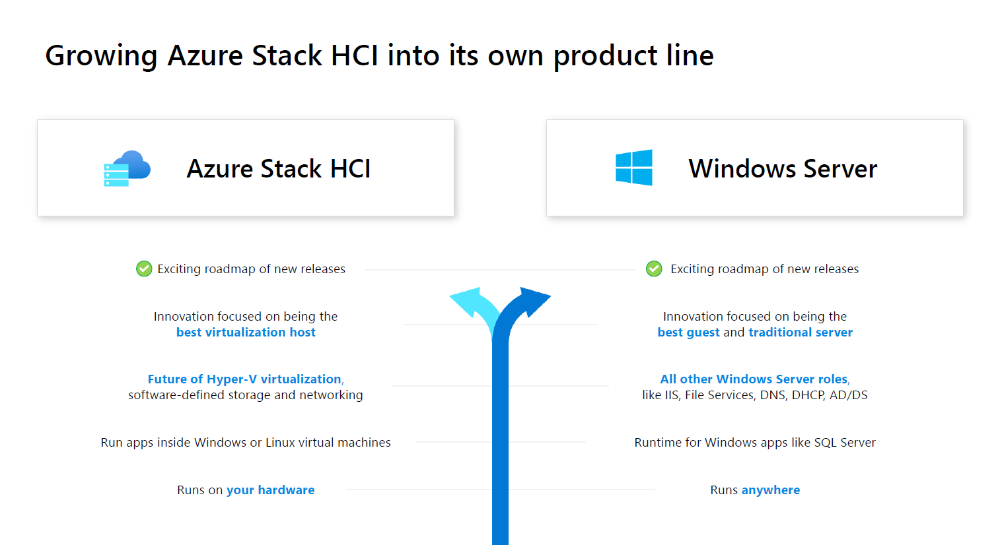 Growing Azure Stack HCI into its own product line
Azure Stack HCI
Windows Server
Exciting roadmap of new releases
Exciting roadmap of new releases
Innovation focused on being the
best virtualization host
Innovation focused on being the
best guest and traditional server
Future of Hyper-V virtualization,
software-defined storage and networking
All other Windows Server roles,
like IIS, File Services, DNS, DHCP, AD/DS
Run apps inside Windows or Linux virtual machines
Runtime for Windows apps like SQL Server
Runs on your hardware
Runs anywhere